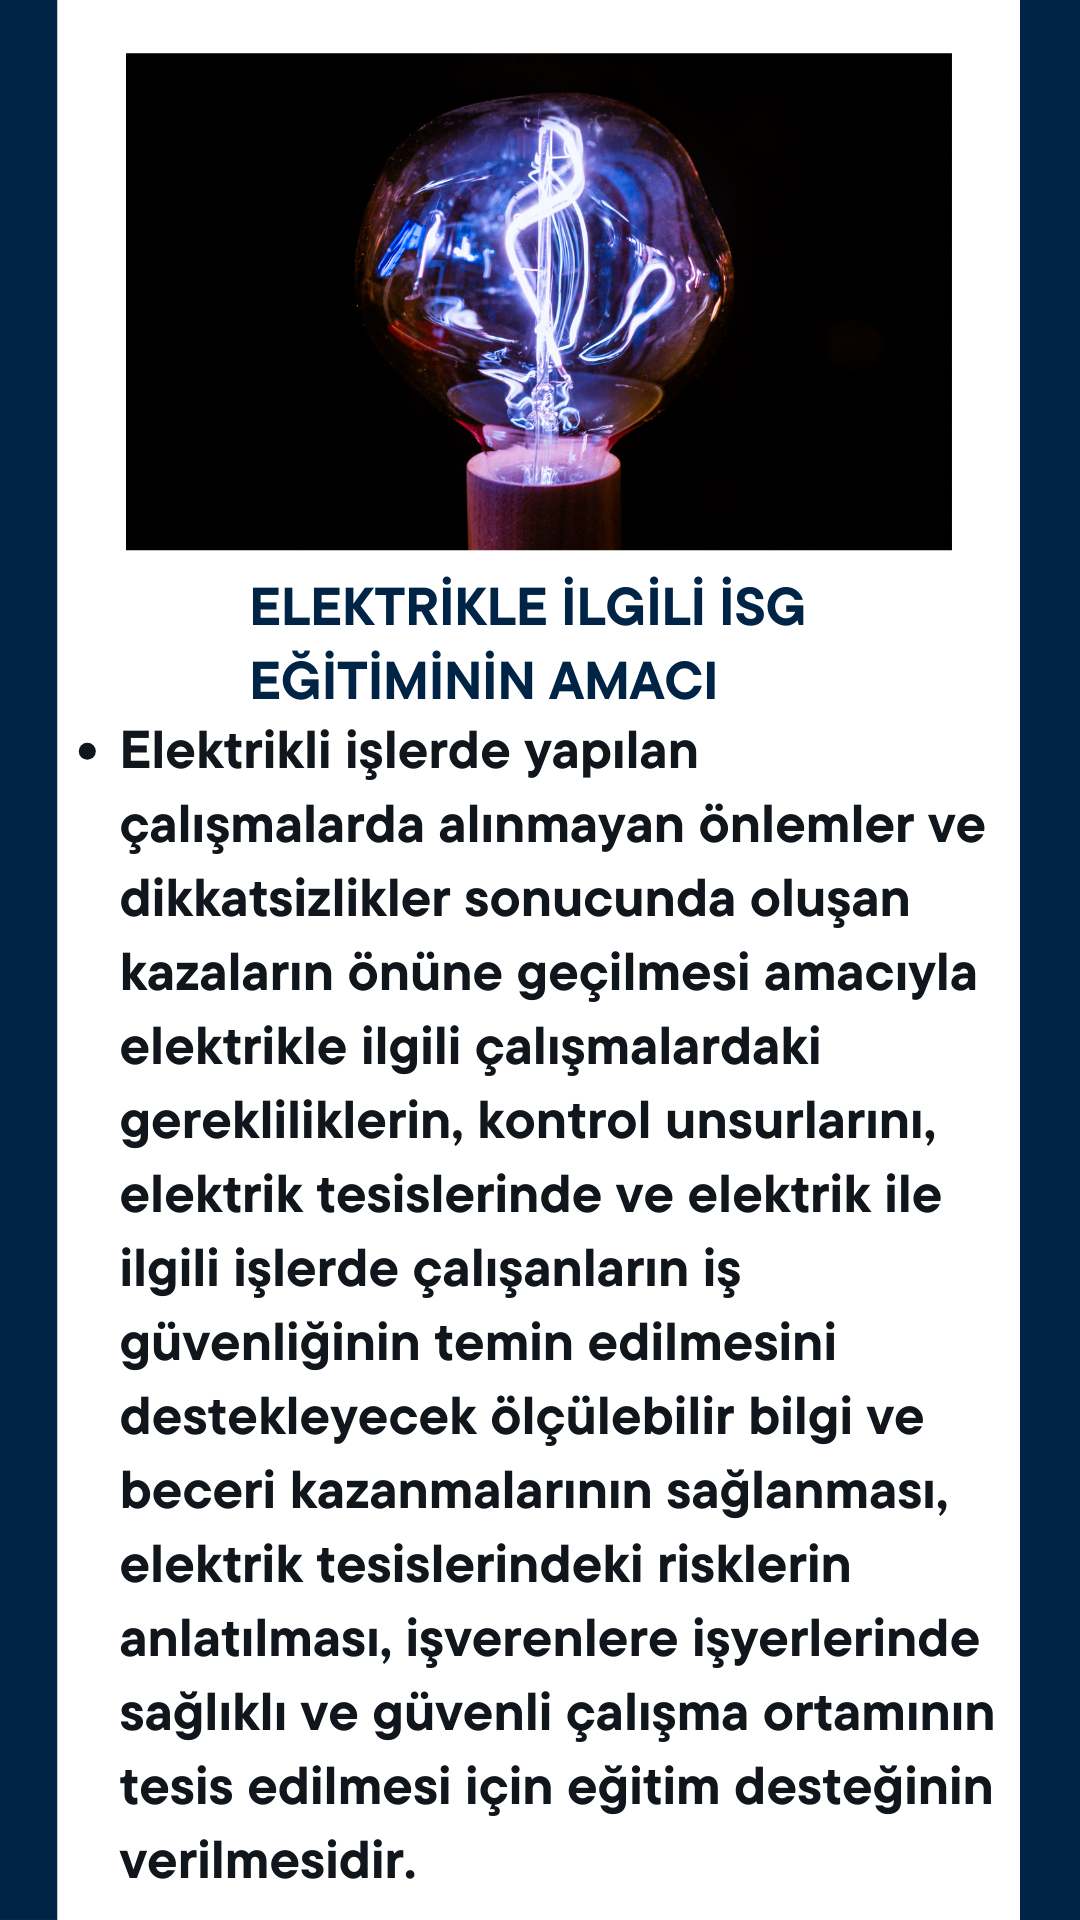 ELEKTRİKLE İLGİLİ İSG
EĞİTİMİNİN AMACI
• Elektrikli işlerde yapılan
çalışmalarda alınmayan önlemler ve
dikkatsizlikler sonucunda oluşan
kazaların önüne geçilmesi amacıyla
elektrikle ilgili çalışmalardaki
gerekliliklerin, kontrol unsurlarını,
elektrik tesislerinde ve elektrik ile
ilgili işlerde çalışanların iş
güvenliğinin temin edilmesini
destekleyecek ölçülebilir bilgi ve
beceri kazanmalarının sağlanması,
elektrik tesislerindeki risklerin
anlatılması, işverenlere işyerlerinde
sağlıklı ve güvenli çalışma ortamının
tesis edilmesi için eğitim desteğinin
verilmesidir.